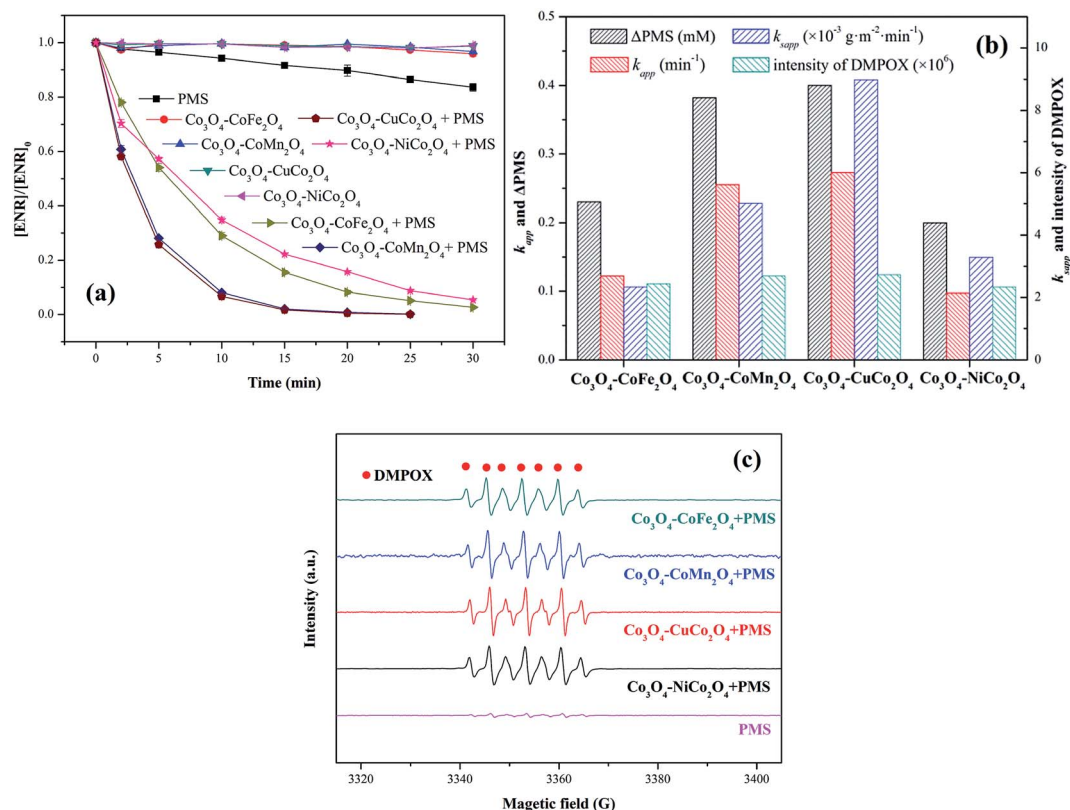 1.0
0.8
0.6
0.4
0.2
0.0
[ENR]/[ENR]₀
PMS
Co₃O₄-CoFe₂O₄
Co₃O₄-CuCo₂O₄ + PMS
Co₃O₄-CoMn₂O₄
Co₃O₄-NiCo₂O₄ + PMS
Co₃O₄-CuCo₂O₄
Co₃O₄-NiCo₂O₄
Co₃O₄-CoFe₂O₄ + PMS
Co₃O₄-CoMn₂O₄+ PMS
(a)
0 5 10 15 20 25 30
Time (min)
0.5
0.4
0.3
0.2
0.1
0.0
k_app and ΔPMS
ΔPMS (mM)
k_sapp (×10⁻³ g·m⁻²·min⁻¹)
k_app (min⁻¹)
intensity of DMPOX (×10⁶)
(b)
10
8
6
4
2
0
k_sapp and intensity of DMPOX
Co₃O₄-CoFe₂O₄ Co₃O₄-CoMn₂O₄ Co₃O₄-CuCo₂O₄ Co₃O₄-NiCo₂O₄
(c)
DMPOX
Co₃O₄-CoFe₂O₄+PMS
Co₃O₄-CoMn₂O₄+PMS
Co₃O₄-CuCo₂O₄+PMS
Co₃O₄-NiCo₂O₄+PMS
PMS
Intensity (a.u.)
3320 3340 3360 3380 3400
Magetic field (G)